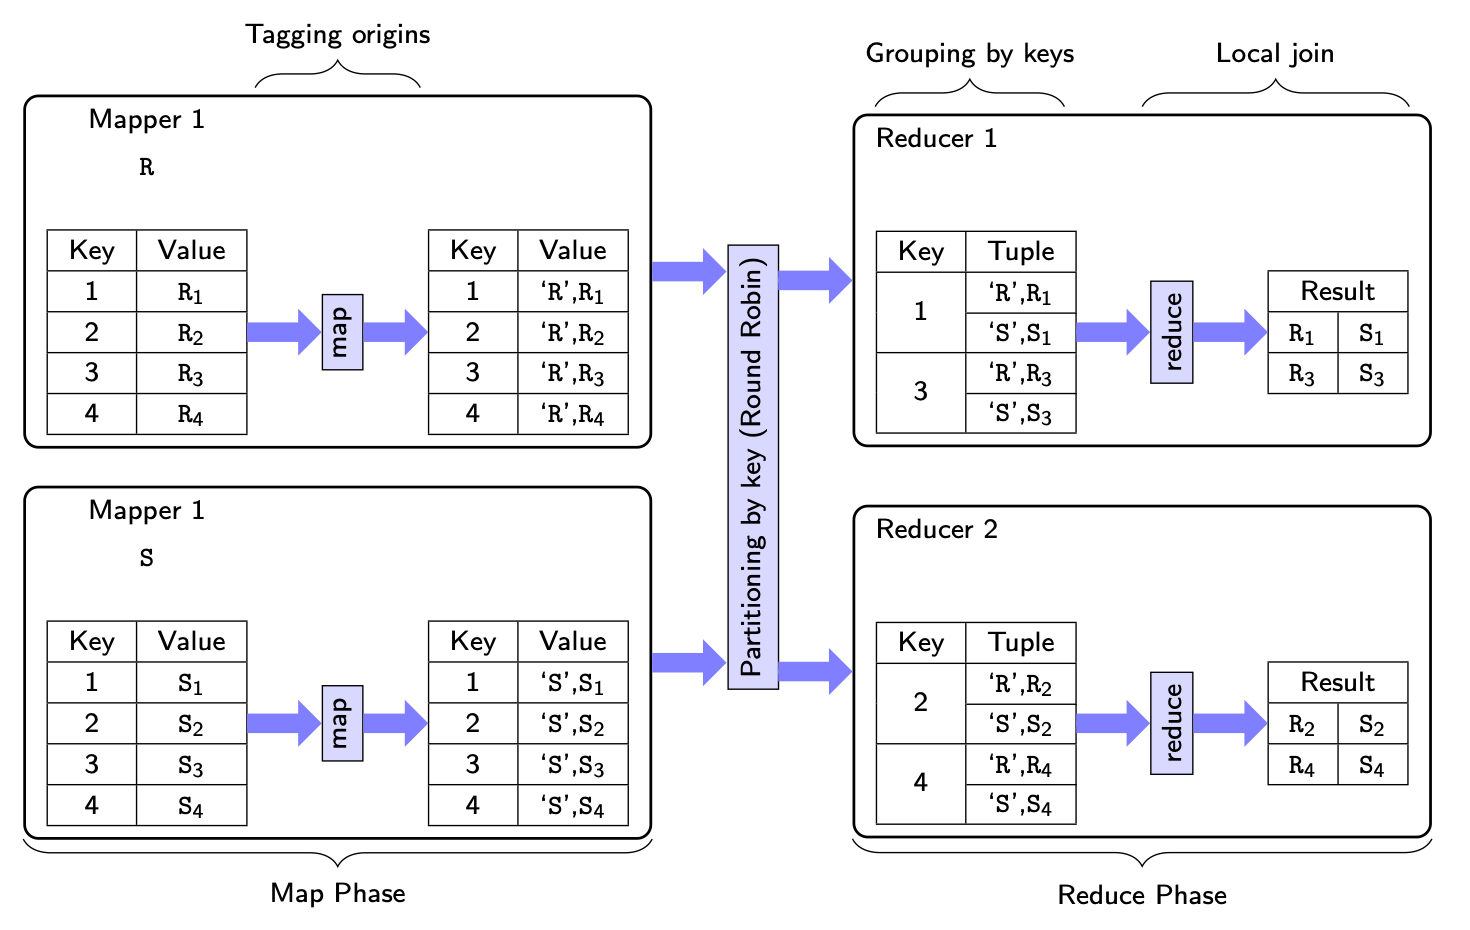 Tagging origins
Mapper 1
R
Key Value
1 R1
2 R2
3 R3
4 R4
map
Key Value
1 ‘R’,R1
2 ‘R’,R2
3 ‘R’,R3
4 ‘R’,R4
Mapper 1
S
Key Value
1 S1
2 S2
3 S3
4 S4
map
Key Value
1 ‘S’,S1
2 ‘S’,S2
3 ‘S’,S3
4 ‘S’,S4
Map Phase
Partitioning by key (Round Robin)
Grouping by keys
Local join
Reducer 1
Key Tuple
1
‘R’,R1
‘S’,S1
3
‘R’,R3
‘S’,S3
reduce
Result
R1 S1
R3 S3
Reducer 2
Key Tuple
2
‘R’,R2
‘S’,S2
4
‘R’,R4
‘S’,S4
reduce
Result
R2 S2
R4 S4
Reduce Phase